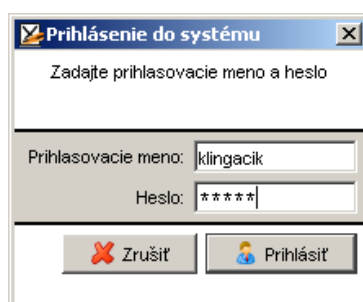 Prihlásenie do systému
Zadajte prihlasovacie meno a heslo
Prihlasovacie meno: klingacik
Heslo: *****
Zrušiť Prihlásiť